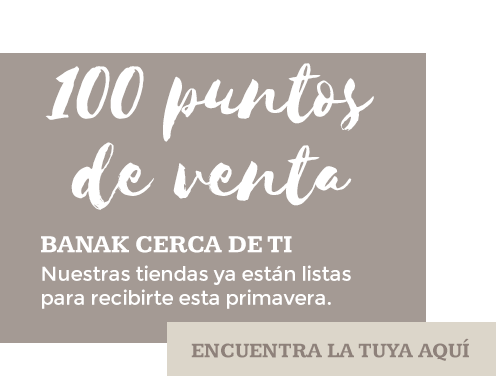 100 puntos
de venta
BANAK CERCA DE TI
Nuestras tiendas ya están listas
para recibirte esta primavera.
ENCUENTRA LA TUYA AQUÍ